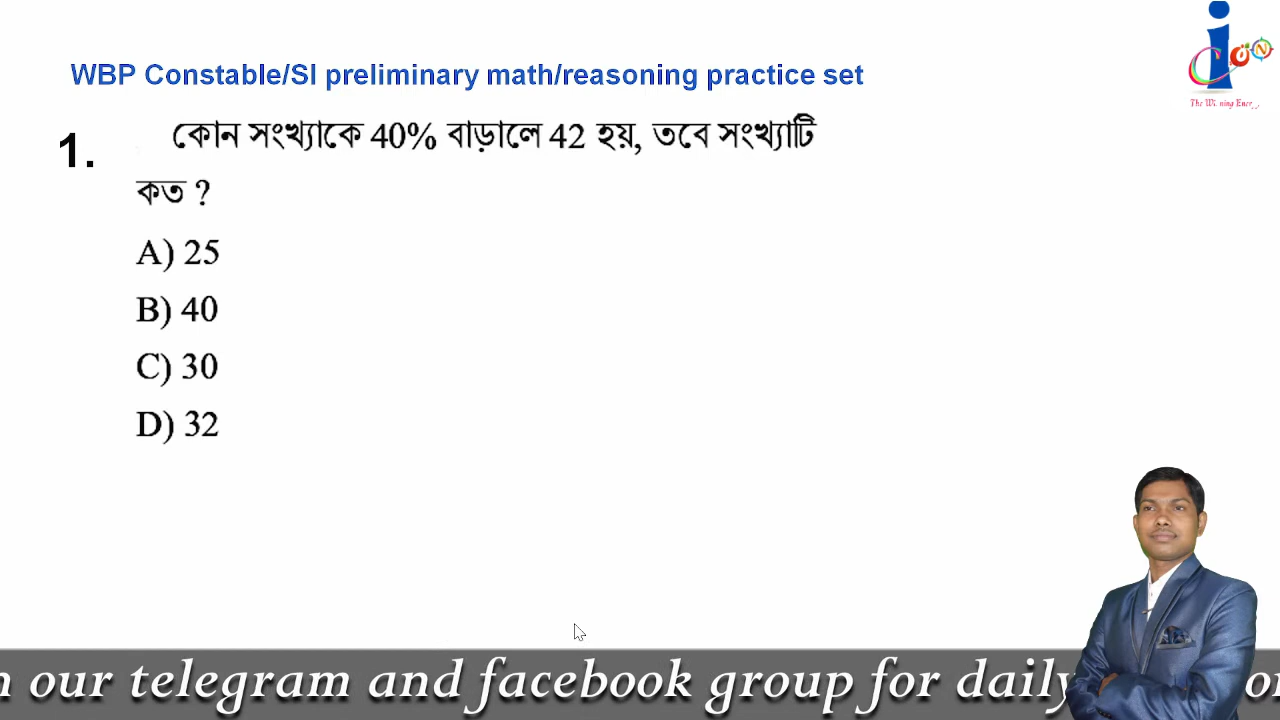 WBP Constable/SI preliminary math/reasoning practice set
1. কোন সংখ্যাকে 40% বাড়ালে 42 হয়, তবে সংখ্যাটি
কত ?
A) 25
B) 40
C) 30
D) 32
our telegram and facebook group for daily